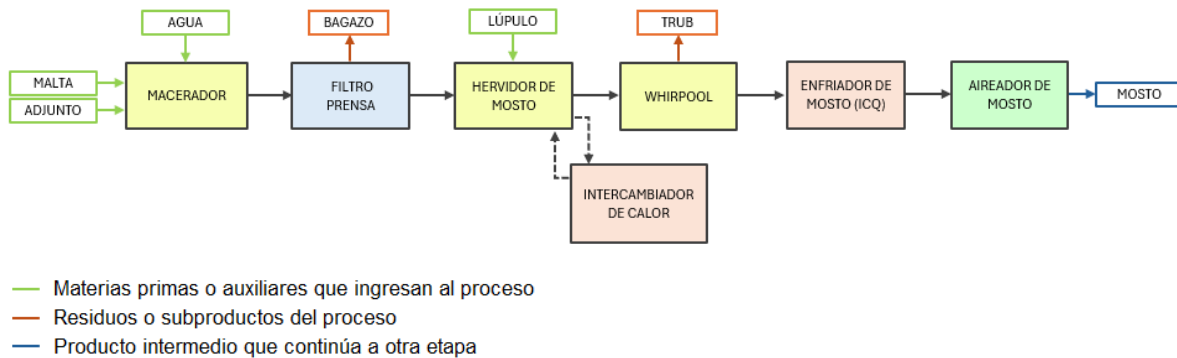 AGUA
BAGAZO
LÚPULO
TRUB
MALTA
ADJUNTO
MACERADOR
FILTRO
PRENSA
HERVIDOR DE
MOSTO
WHIRPOOL
ENFRIADOR DE
MOSTO (ICQ)
AIREADOR DE
MOSTO
MOSTO
INTERCAMBIADOR
DE CALOR
Materias primas o auxiliares que ingresan al proceso
Residuos o subproductos del proceso
Producto intermedio que continúa a otra etapa